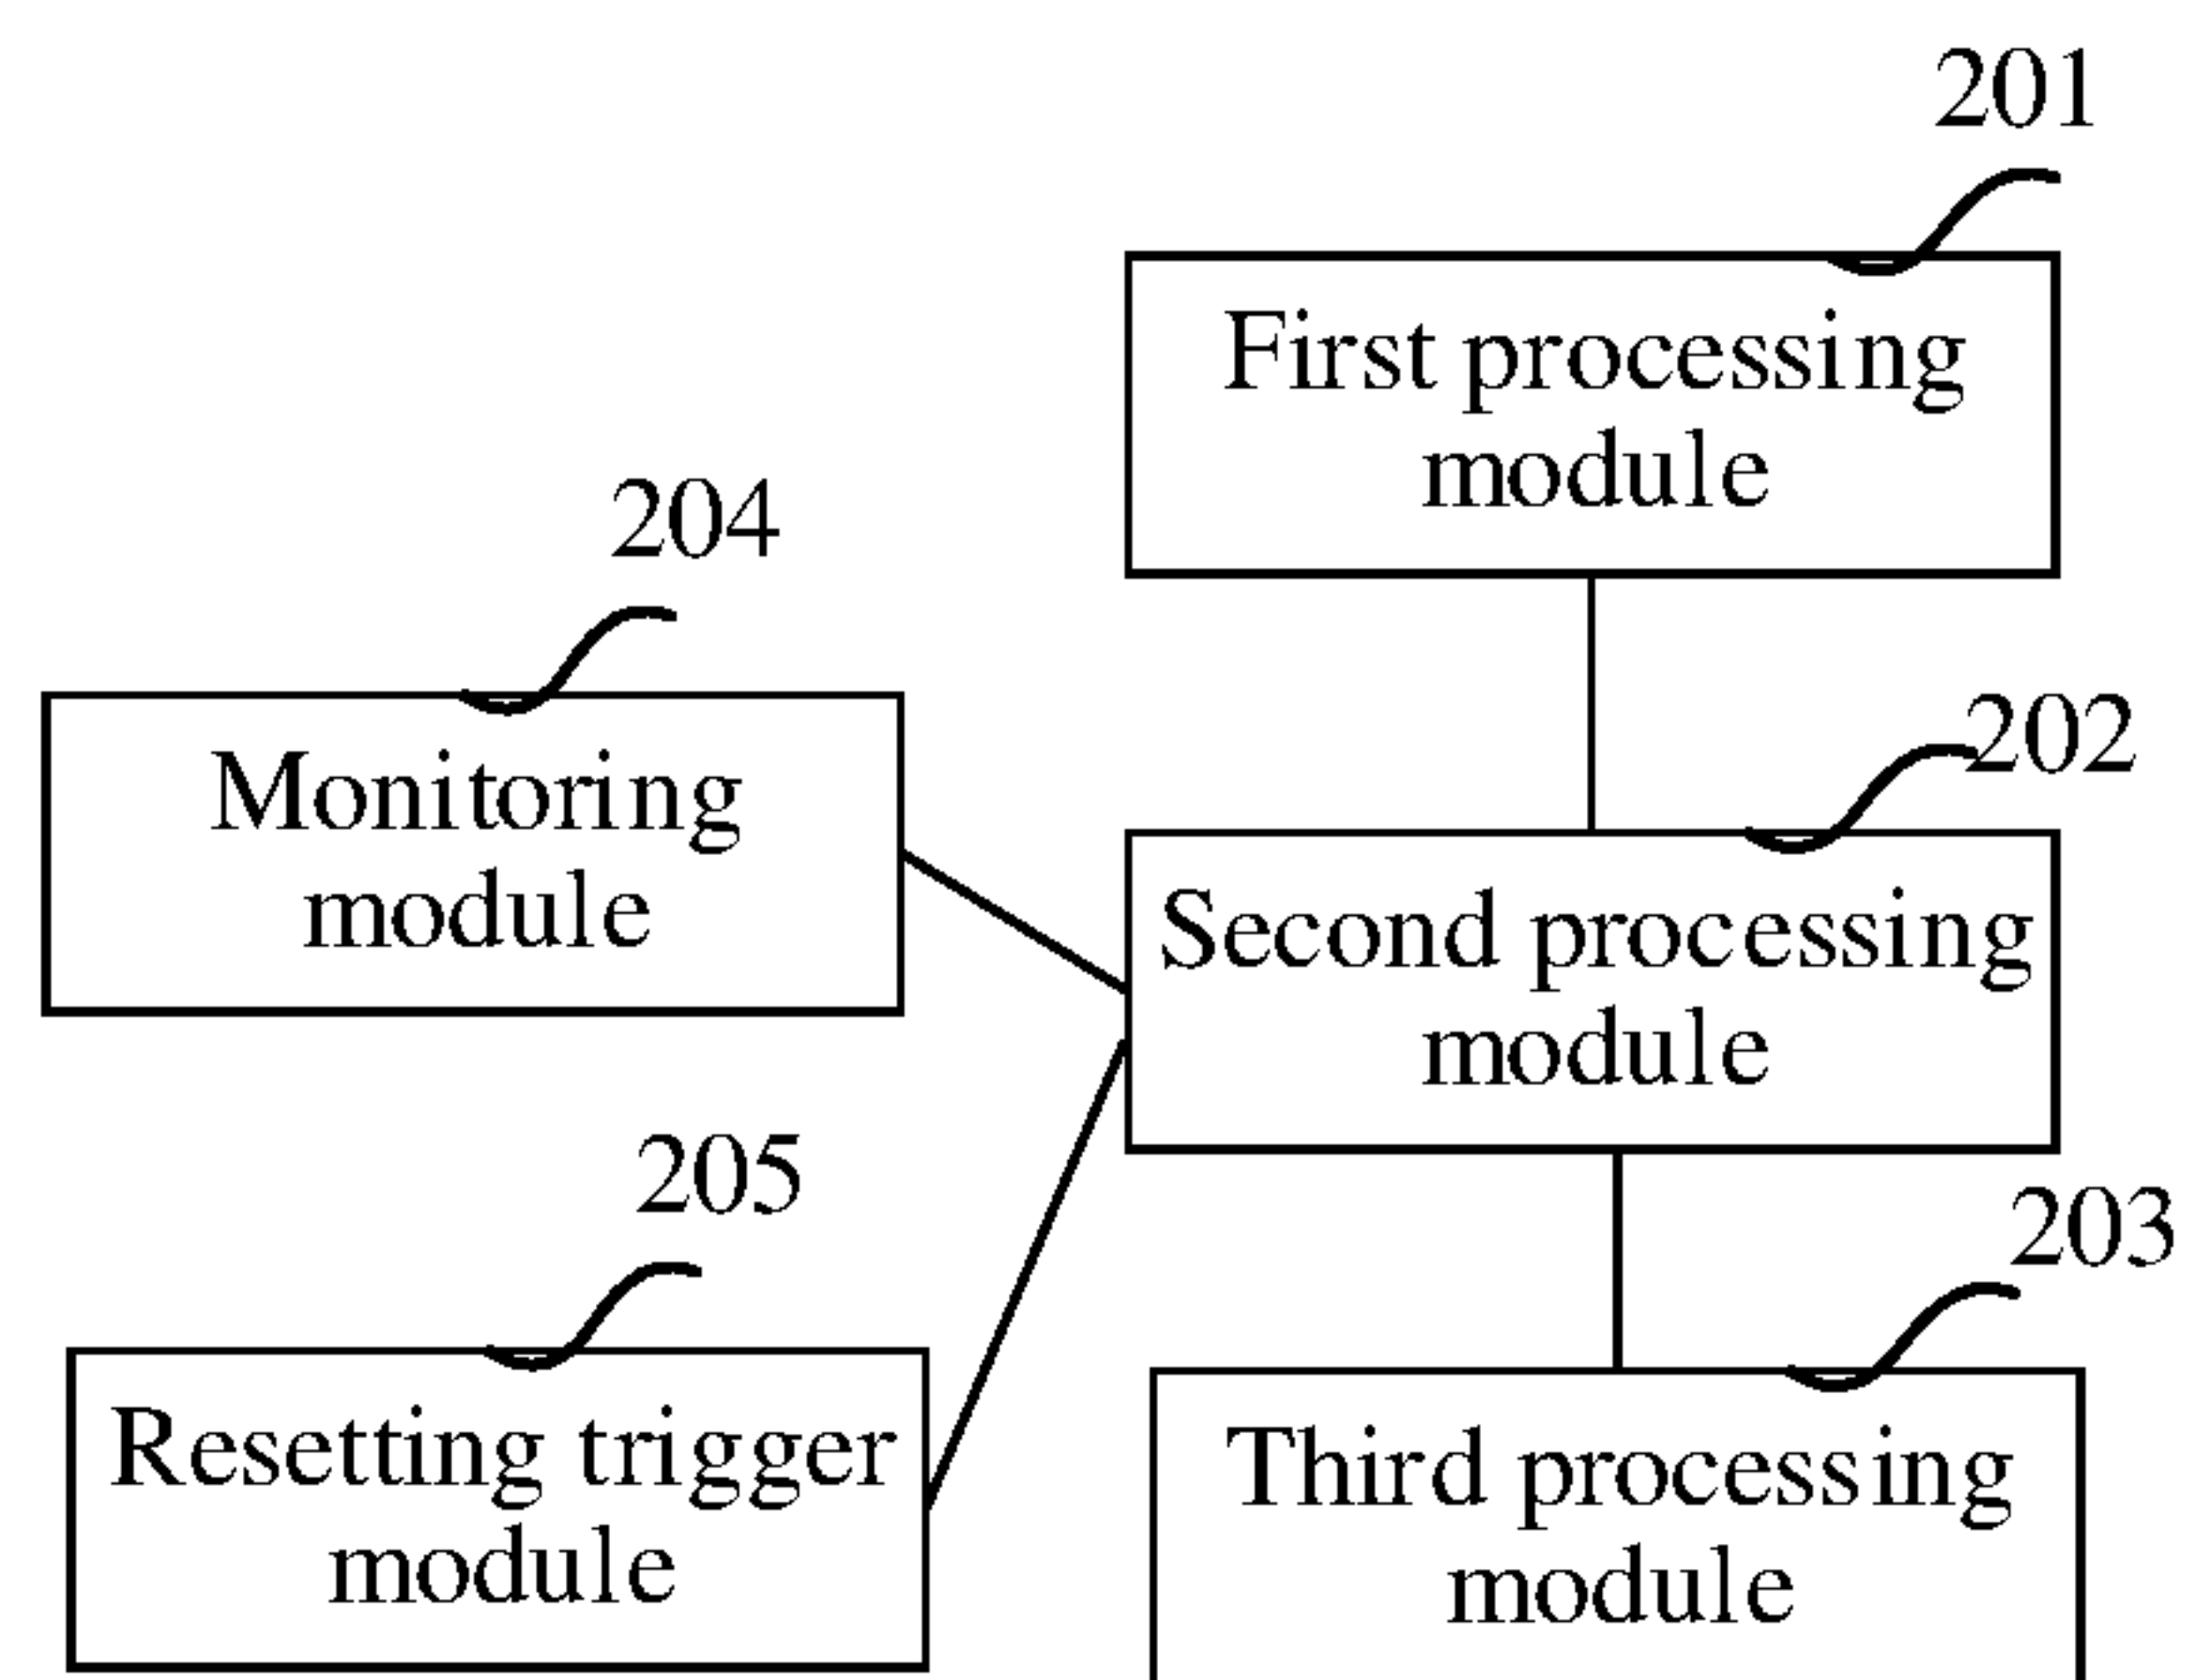 201
First processing
module
204
Monitoring
module
202
Second processing
module
205
Resetting trigger
module
203
Third processing
module